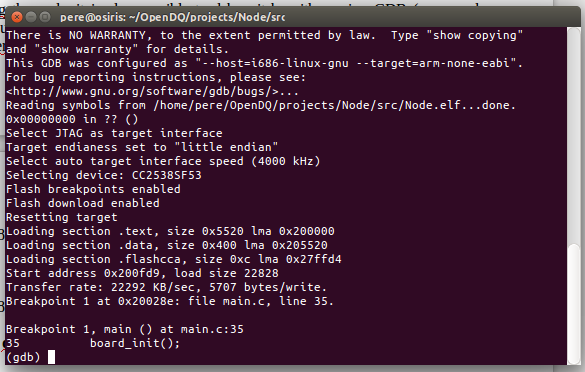 pere@osiris: ~/OpenDQ/projects/Node/src
There is NO WARRANTY, to the extent permitted by law.  Type "show copying"
and "show warranty" for details.
This GDB was configured as "--host=i686-linux-gnu --target=arm-none-eabi".
For bug reporting instructions, please see:
<http://www.gnu.org/software/gdb/bugs/>...
Reading symbols from /home/pere/OpenDQ/projects/Node/src/Node.elf...done.
0x00000000 in ?? ()
Select JTAG as target interface
Target endianess set to "little endian"
Select auto target interface speed (4000 kHz)
Selecting device: CC2538SF53
Flash breakpoints enabled
Flash download enabled
Resetting target
Loading section .text, size 0x5520 lma 0x200000
Loading section .data, size 0x400 lma 0x205520
Loading section .flashcca, size 0xc lma 0x27ffd4
Start address 0x200fd9, load size 22828
Transfer rate: 22292 KB/sec, 5707 bytes/write.
Breakpoint 1 at 0x20028e: file main.c, line 35.
Breakpoint 1, main () at main.c:35
35          board_init();
(gdb)